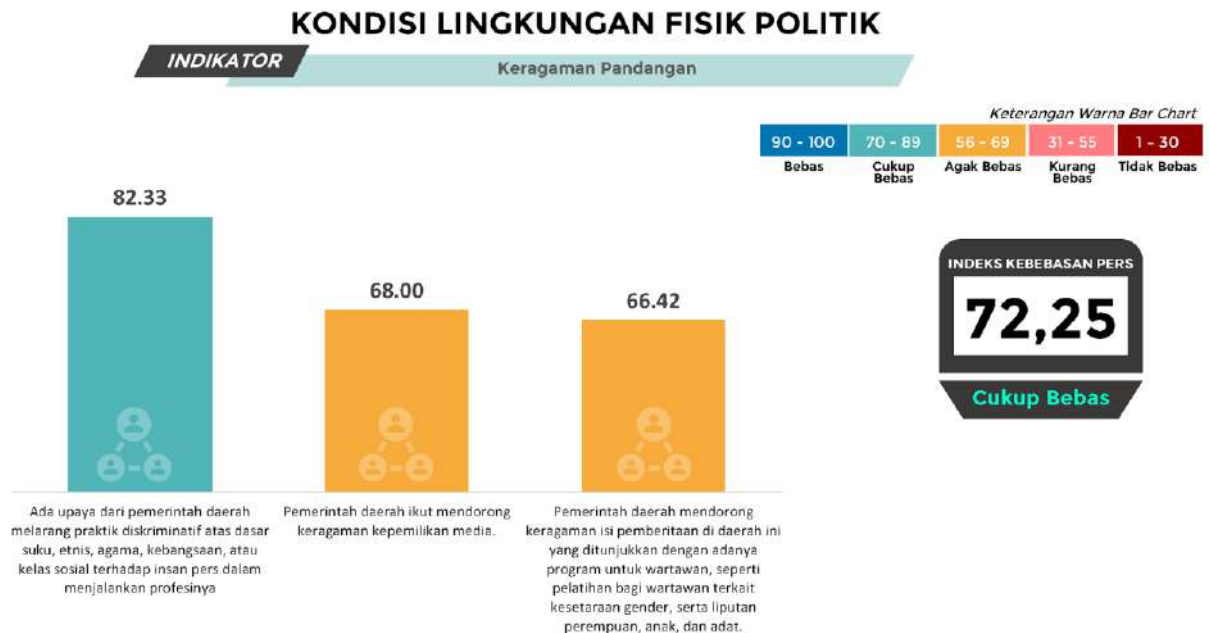 KONDISI LINGKUNGAN FISIK POLITIK
INDIKATOR
Keragaman Pandangan
Keterangan Warna Bar Chart
90 - 100
70 - 89
56 - 69
31 - 55
1 - 30
Bebas
Cukup
Bebas
Agak Bebas
Kurang
Bebas
Tidak Bebas
82.33
68.00
66.42
INDEKS KEBEBASAN PERS
72,25
Cukup Bebas
Ada upaya dari pemerintah daerah
melarang praktik diskriminatif atas dasar
suku, etnis, agama, kebangsaan, atau
kelas sosial terhadap insan pers dalam
menjalankan profesinya
Pemerintah daerah ikut mendorong
keragaman kepemilikan media.
Pemerintah daerah mendorong
keragaman isi pemberitaan di daerah ini
yang ditunjukkan dengan adanya
program untuk wartawan, seperti
pelatihan bagi wartawan terkait
kesetaraan gender, serta liputan
perempuan, anak, dan adat.